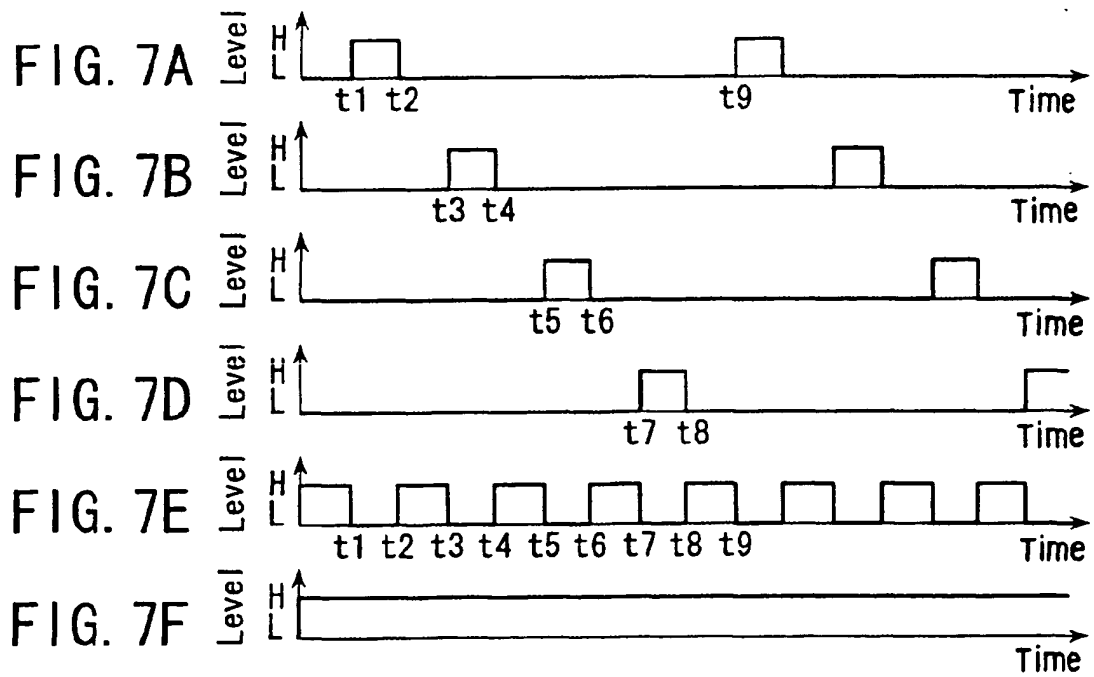 FIG. 7A
Level
H
L
t1 t2 t9
Time
FIG. 7B
Level
H
L
t3 t4
Time
FIG. 7C
Level
H
L
t5 t6
Time
FIG. 7D
Level
H
L
t7 t8
Time
FIG. 7E
Level
H
L
t1 t2 t3 t4 t5 t6 t7 t8 t9
Time
FIG. 7F
Level
H
L
Time